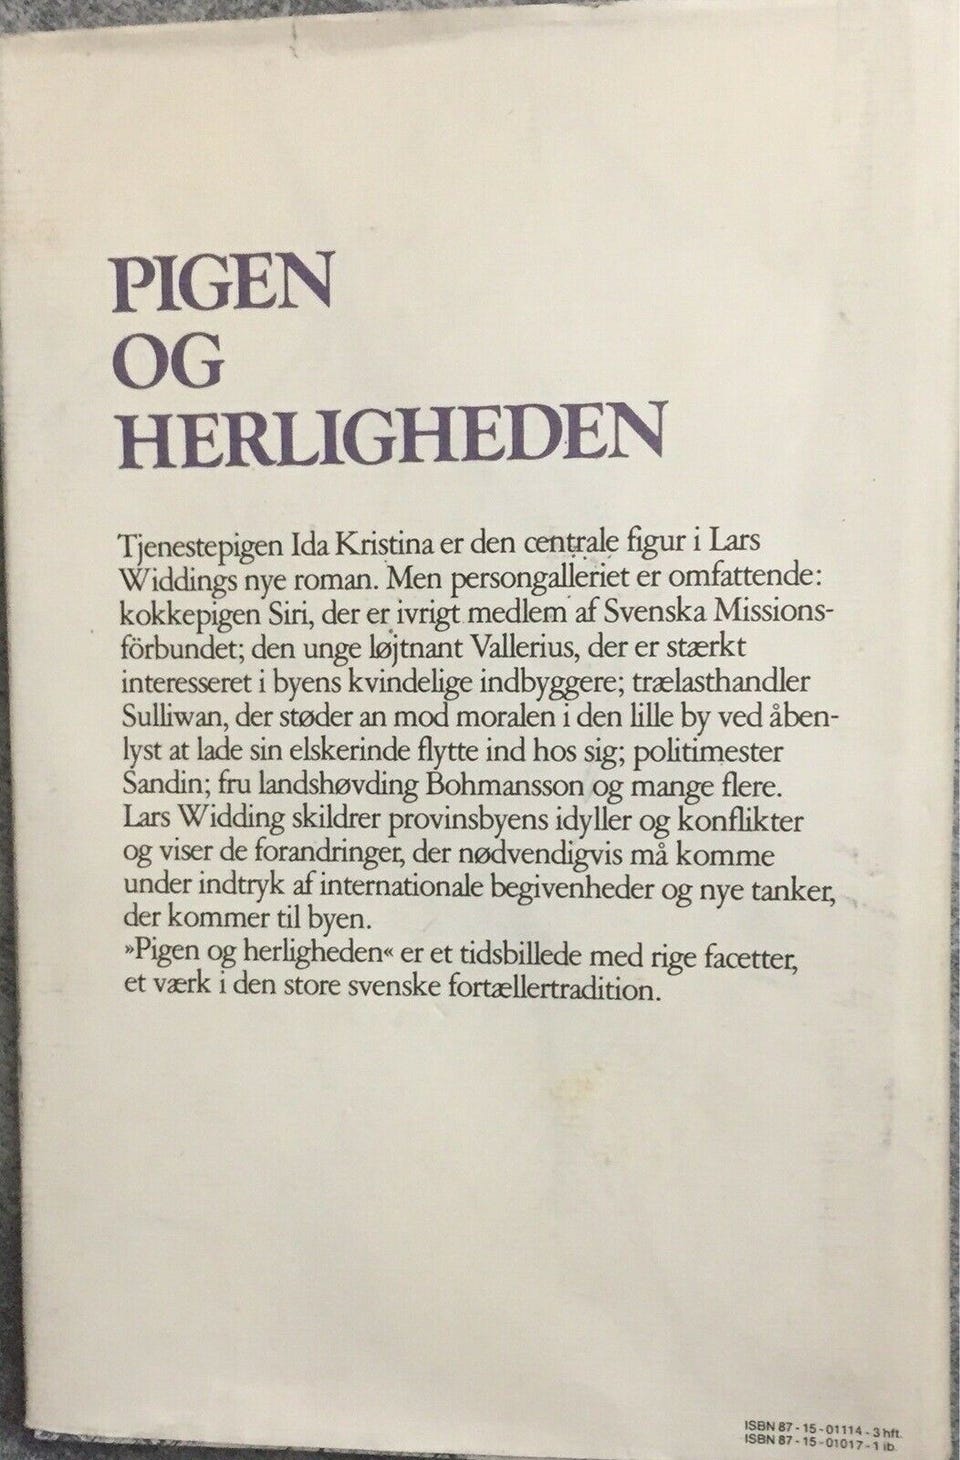 PIGEN
OG
HERLIGHEDEN
Tjenestepigen Ida Kristina er den centrale figur i Lars
Widdings nye roman. Men persongalleriet er omfattende:
kokkepigen Siri, der er ivrigt medlem af Svenska Missions-
förbundet; den unge løjtnant Vallerius, der er stærkt
interesseret i byens kvindelige indbyggere; trælasthandler
Sulliwan, der støder an mod moralen i den lille by ved åben-
lyst at lade sin elskerinde flytte ind hos sig; politimester
Sandin; fru landshøvding Bohmansson og mange flere.
Lars Widding skildrer provinsbyens idyller og konflikter
og viser de forandringer, der nødvendigvis må komme
under indtryk af internationale begivenheder og nye tanker,
der kommer til byen.
»Pigen og herligheden« er et tidsbillede med rige facetter,
et værk i den store svenske fortællertradition.
ISBN 87-15-01114-3 hft.
ISBN 87-15-01017-1 ib.